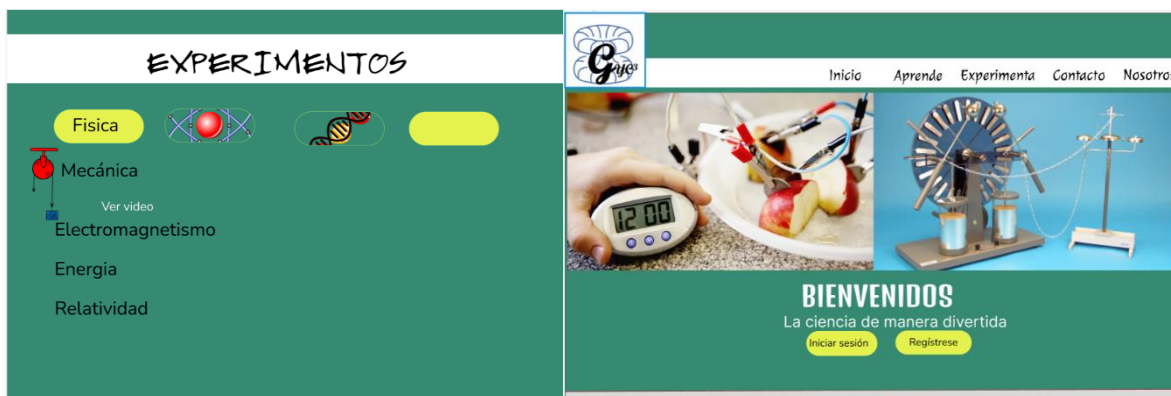 EXPERIMENTOS
Fisica
Mecánica
Ver video
Electromagnetismo
Energia
Relatividad
Gyc³
Inicio Aprende Experimenta Contacto Nosotros
12 00
BIENVENIDOS
La ciencia de manera divertida
Iniciar sesión Regístrese